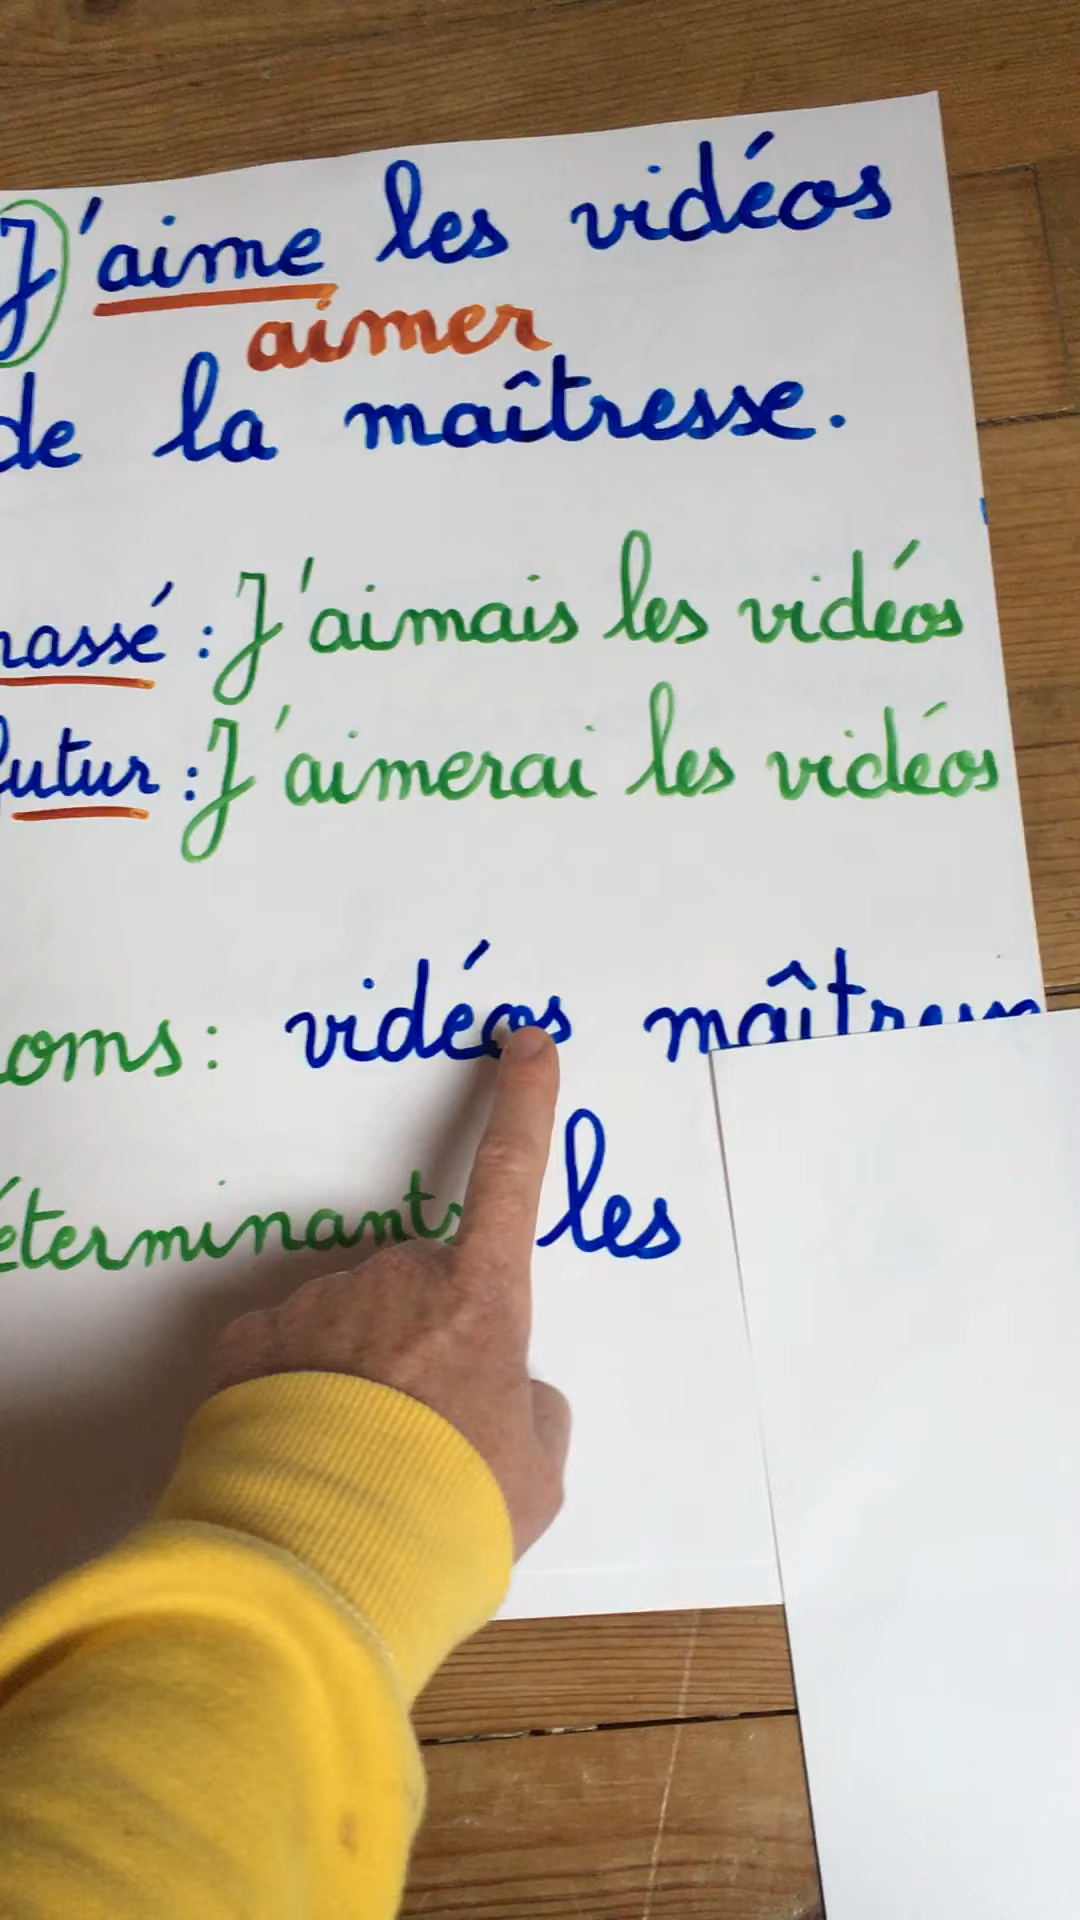 J'aime les vidéos
aimer
de la maîtresse.
passé : J'aimais les vidéos
futur : J'aimerai les vidéos
oms : vidéos maîtresse
éterminants les